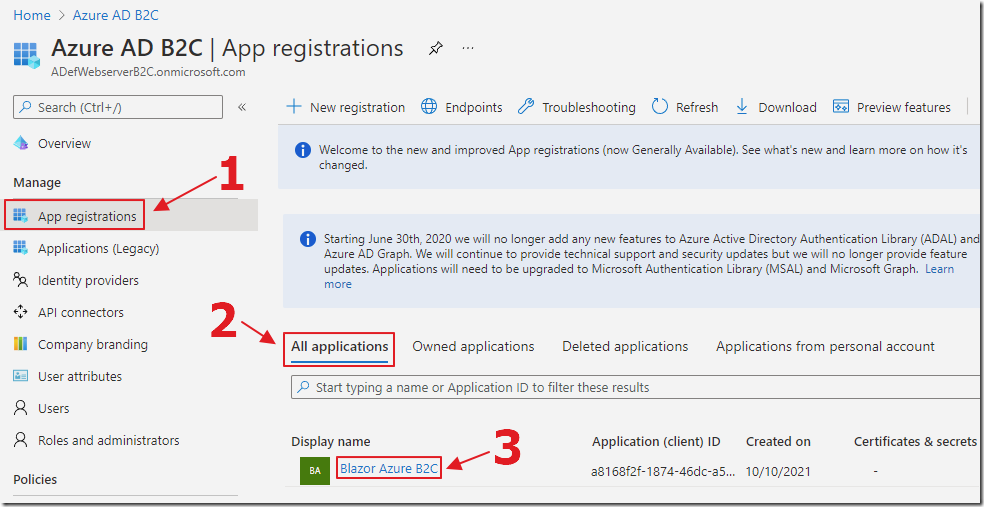 Home > Azure AD B2C
Azure AD B2C | App registrations ...
ADefWebserverB2C.onmicrosoft.com
Search (Ctrl+/) «
Overview
Manage
App registrations
Applications (Legacy)
Identity providers
API connectors
Company branding
User attributes
Users
Roles and administrators
Policies
1
New registration Endpoints Troubleshooting Refresh Download Preview features
Welcome to the new and improved App registrations (now Generally Available). See what's new and learn more on how it's
changed.
Starting June 30th, 2020 we will no longer add any new features to Azure Active Directory Authentication Library (ADAL) and
Azure AD Graph. We will continue to provide technical support and security updates but we will no longer provide feature
updates. Applications will need to be upgraded to Microsoft Authentication Library (MSAL) and Microsoft Graph. Learn
more
2
All applications Owned applications Deleted applications Applications from personal account
Start typing a name or Application ID to filter these results
Display name Application (client) ID Created on Certificates & secrets
3
BA Blazor Azure B2C a8168f2f-1874-46dc-a5... 10/10/2021 -